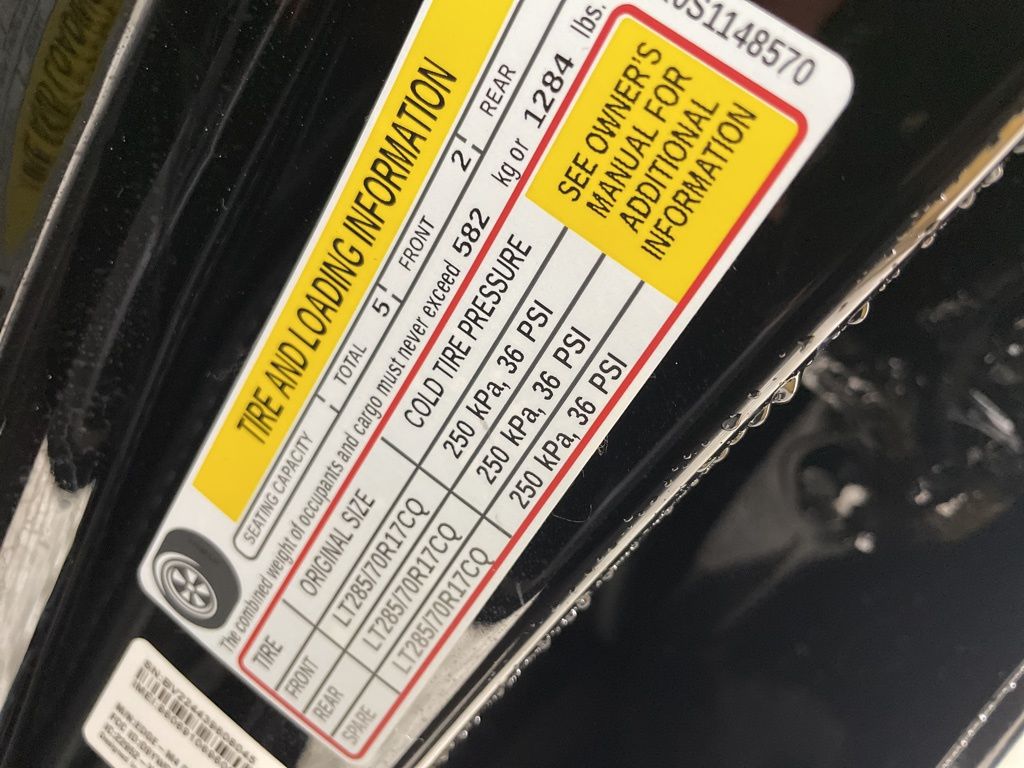 0S1148570
TIRE AND LOADING INFORMATION
SEATING CAPACITY TOTAL 5 FRONT 2 REAR
The combined weight of occupants and cargo must never exceed 582 kg or 1284 lbs.
TIRE ORIGINAL SIZE COLD TIRE PRESSURE
FRONT LT285/70R17CQ 250 kPa, 36 PSI
REAR LT285/70R17CQ 250 kPa, 36 PSI
SPARE LT285/70R17CQ 250 kPa, 36 PSI
SEE OWNER'S
MANUAL FOR
ADDITIONAL
INFORMATION